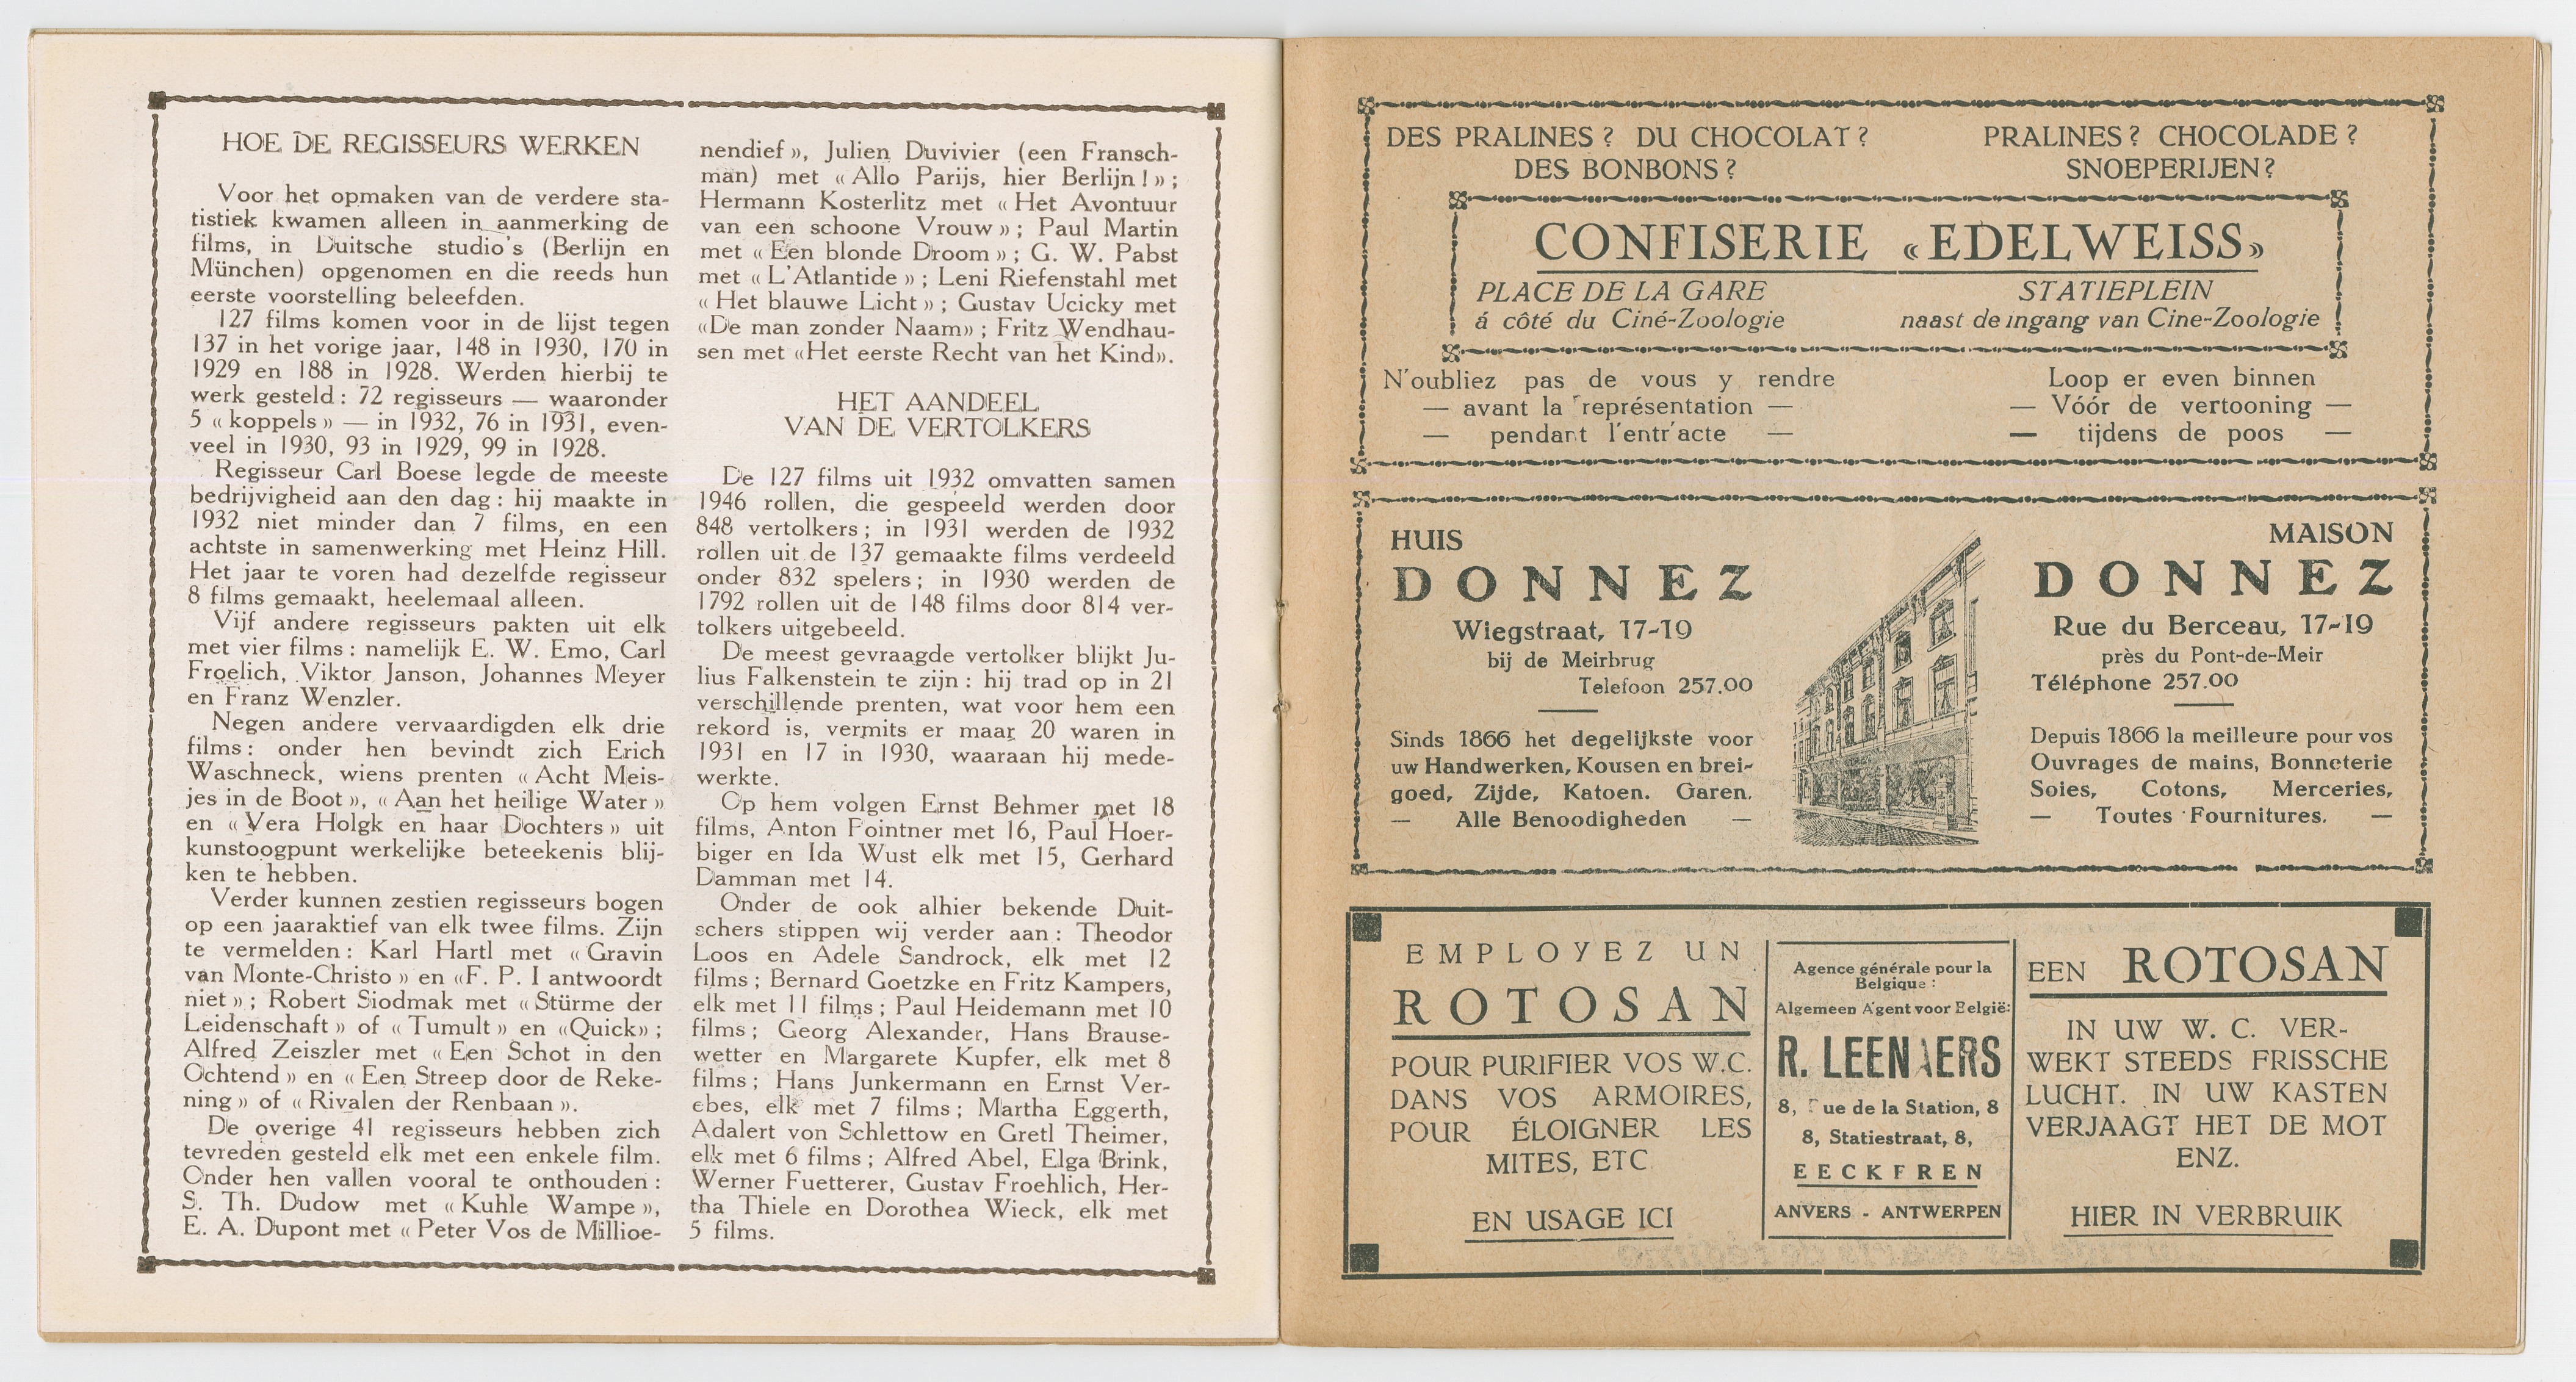 HOE DE REGISSEURS WERKEN
Voor het opmaken van de verdere sta-
tistiek kwamen alleen in aanmerking de
films, in Duitsche studio's (Berlijn en
München) opgenomen en die reeds hun
eerste voorstelling beleefden.
127 films komen voor in de lijst tegen
137 in het vorige jaar, 148 in 1930, 170 in
1929 en 188 in 1928. Werden hierbij te
werk gesteld : 72 regisseurs — waaronder
5 « koppels » — in 1932, 76 in 1931, even-
veel in 1930, 93 in 1929, 99 in 1928.
Regisseur Carl Boese legde de meeste
bedrijvigheid aan den dag : hij maakte in
1932 niet minder dan 7 films, en een
achtste in samenwerking met Heinz Hill.
Het jaar te voren had dezelfde regisseur
8 films gemaakt, heelemaal alleen.
Vijf andere regisseurs pakten uit elk
met vier films : namelijk E. W. Emo, Carl
Froelich, Viktor Janson, Johannes Meyer
en Franz Wenzler.
Negen andere vervaardigden elk drie
films : onder hen bevindt zich Erich
Waschneck, wiens prenten « Acht Meis-
jes in de Boot », « Aan het heilige Water »
en « Vera Holgk en haar Dochters » uit
kunstoogpunt werkelijke beteekenis blij-
ken te hebben.
Verder kunnen zestien regisseurs bogen
op een jaaraktief van elk twee films. Zijn
te vermelden : Karl Hartl met « Gravin
van Monte-Christo » en «F. P. I antwoordt
niet » ; Robert Siodmak met « Stürme der
Leidenschaft » of « Tumult » en «Quick» ;
Alfred Zeiszler met « Een Schot in den
Ochtend » en « Een Streep door de Reke-
ning » of « Rivalen der Renbaan ».
De overige 41 regisseurs hebben zich
tevreden gesteld elk met een enkele film.
Onder hen vallen vooral te onthouden :
S. Th. Dudow met « Kuhle Wampe »,
E. A. Dupont met « Peter Vos de Millioe-
nendief », Julien Duvivier (een Fransch-
man) met « Allo Parijs, hier Berlijn ! » ;
Hermann Kosterlitz met « Het Avontuur
van een schoone Vrouw » ; Paul Martin
met « Een blonde Droom » ; G. W. Pabst
met « L'Atlantide » ; Leni Riefenstahl met
« Het blauwe Licht » ; Gustav Ucicky met
«De man zonder Naam» ; Fritz Wendhau-
sen met «Het eerste Recht van het Kind».
HET AANDEEL
VAN DE VERTOLKERS
De 127 films uit 1932 omvatten samen
1946 rollen, die gespeeld werden door
848 vertolkers ; in 1931 werden de 1932
rollen uit de 137 gemaakte films verdeeld
onder 832 spelers ; in 1930 werden de
1792 rollen uit de 148 films door 814 ver-
tolkers uitgebeeld.
De meest gevraagde vertolker blijkt Ju-
lius Falkenstein te zijn : hij trad op in 21
verschillende prenten, wat voor hem een
rekord is, vermits er maar 20 waren in
1931 en 17 in 1930, waaraan hij mede-
werkte.
Op hem volgen Ernst Behmer met 18
films, Anton Pointner met 16, Paul Hoer-
biger en Ida Wust elk met 15, Gerhard
Damman met 14.
Onder de ook alhier bekende Duit-
schers stippen wij verder aan : Theodor
Loos en Adele Sandrock, elk met 12
films ; Bernard Goetzke en Fritz Kampers,
elk met 11 films ; Paul Heidemann met 10
films ; Georg Alexander, Hans Brause-
wetter en Margarete Kupfer, elk met 8
films ; Hans Junkermann en Ernst Ver-
ebes, elk met 7 films ; Martha Eggerth,
Adalert von Schlettow en Gretl Theimer,
elk met 6 films ; Alfred Abel, Elga Brink,
Werner Fuetterer, Gustav Froehlich, Her-
tha Thiele en Dorothea Wieck, elk met
5 films.
DES PRALINES ? DU CHOCOLAT ?
DES BONBONS ?
PRALINES ? CHOCOLADE ?
SNOEPERIJEN ?
CONFISERIE «EDELWEISS»
PLACE DE LA GARE
á côté du Ciné-Zoologie
STATIEPLEIN
naast de ingang van Cine-Zoologie
N'oubliez pas de vous y rendre
— avant la représentation —
— pendant l'entr'acte —
Loop er even binnen
— Vóór de vertooning —
— tijdens de poos —
HUIS
DONNEZ
Wiegstraat, 17-19
bij de Meirbrug
Telefoon 257.00
Sinds 1866 het degelijkste voor
uw Handwerken, Kousen en brei-
goed, Zijde, Katoen. Garen.
— Alle Benoodigheden —
MAISON
DONNEZ
Rue du Berceau, 17-19
près du Pont-de-Meir
Téléphone 257.00
Depuis 1866 la meilleure pour vos
Ouvrages de mains, Bonneterie
Soies, Cotons, Merceries,
— Toutes Fournitures. —
EMPLOYEZ UN
ROTOSAN
POUR PURIFIER VOS W.C.
DANS VOS ARMOIRES,
POUR ÉLOIGNER LES
MITES, ETC
EN USAGE ICI
Agence générale pour la
Belgique :
Algemeen Agent voor België:
R. LEENAERS
8, Rue de la Station, 8
8, Statiestraat, 8,
EECKEREN
ANVERS - ANTWERPEN
EEN ROTOSAN
IN UW W. C. VER-
WEKT STEEDS FRISSCHE
LUCHT. IN UW KASTEN
VERJAAGT HET DE MOT
ENZ.
HIER IN VERBRUIK